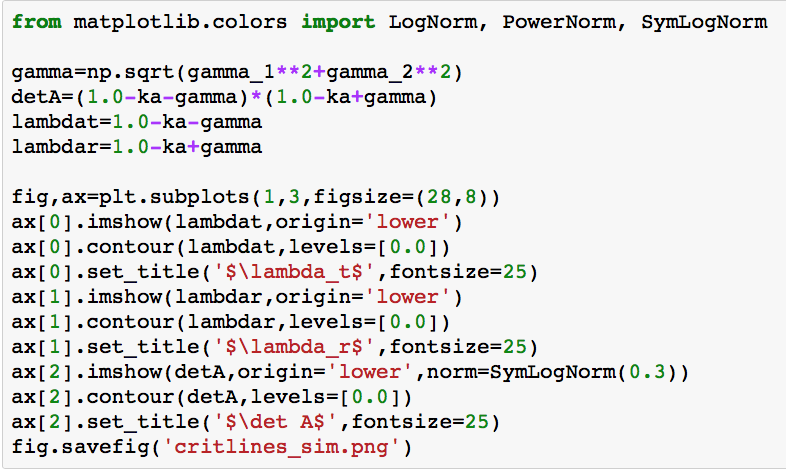 from matplotlib.colors import LogNorm, PowerNorm, SymLogNorm
gamma=np.sqrt(gamma_1**2+gamma_2**2)
detA=(1.0-ka-gamma)*(1.0-ka+gamma)
lambdat=1.0-ka-gamma
lambdar=1.0-ka+gamma
fig,ax=plt.subplots(1,3,figsize=(28,8))
ax[0].imshow(lambdat,origin='lower')
ax[0].contour(lambdat,levels=[0.0])
ax[0].set_title('$\lambda_t$',fontsize=25)
ax[1].imshow(lambdar,origin='lower')
ax[1].contour(lambdar,levels=[0.0])
ax[1].set_title('$\lambda_r$',fontsize=25)
ax[2].imshow(detA,origin='lower',norm=SymLogNorm(0.3))
ax[2].contour(detA,levels=[0.0])
ax[2].set_title('$\det A$',fontsize=25)
fig.savefig('critlines_sim.png')